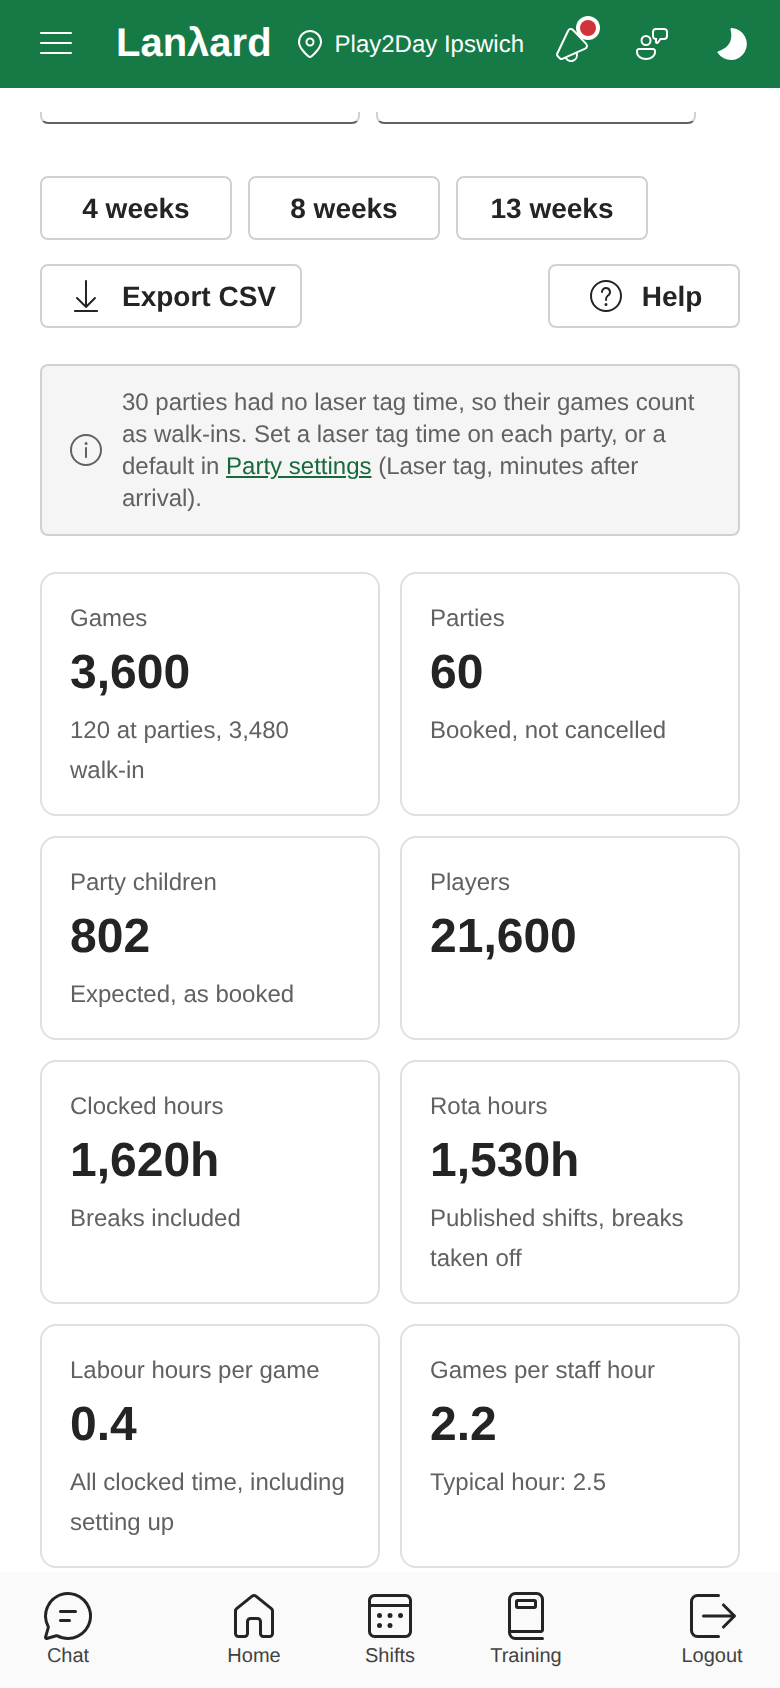 Lanλard
Play2Day Ipswich
4 weeks
8 weeks
13 weeks
Export CSV
Help
30 parties had no laser tag time, so their games count
as walk-ins. Set a laser tag time on each party, or a
default in Party settings (Laser tag, minutes after
arrival).
Games
3,600
120 at parties, 3,480
walk-in
Parties
60
Booked, not cancelled
Party children
802
Expected, as booked
Players
21,600
Clocked hours
1,620h
Breaks included
Rota hours
1,530h
Published shifts, breaks
taken off
Labour hours per game
0.4
All clocked time, including
setting up
Games per staff hour
2.2
Typical hour: 2.5
Chat
Home
Shifts
Training
Logout